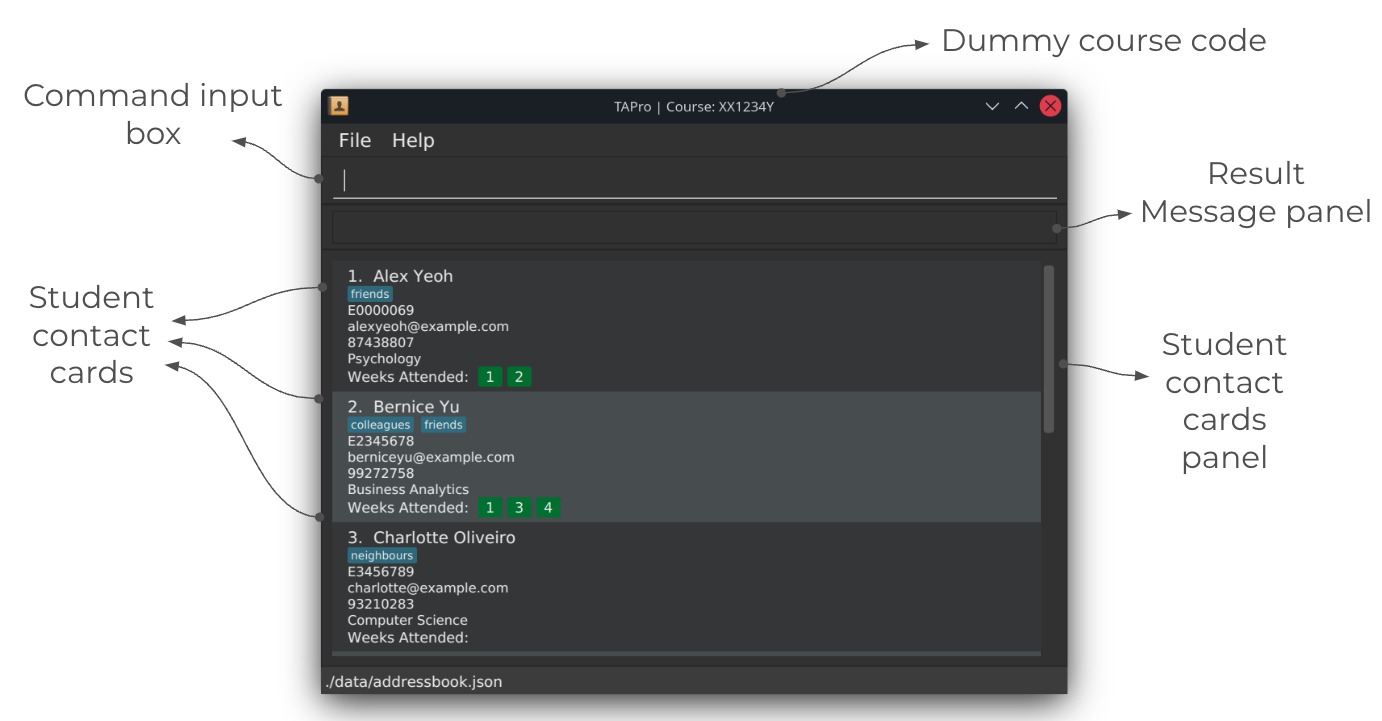 Dummy course code
Command input
box
TAPro | Course: XX1234Y
File Help
Result
Message panel
Student
contact
cards
1. Alex Yeoh
friends
E0000069
alexyeoh@example.com
87438807
Psychology
Weeks Attended: 1 2
2. Bernice Yu
colleagues friends
E2345678
berniceyu@example.com
99272758
Business Analytics
Weeks Attended: 1 3 4
3. Charlotte Oliveiro
neighbours
E3456789
charlotte@example.com
93210283
Computer Science
Weeks Attended:
Student
contact
cards
panel
./data/addressbook.json